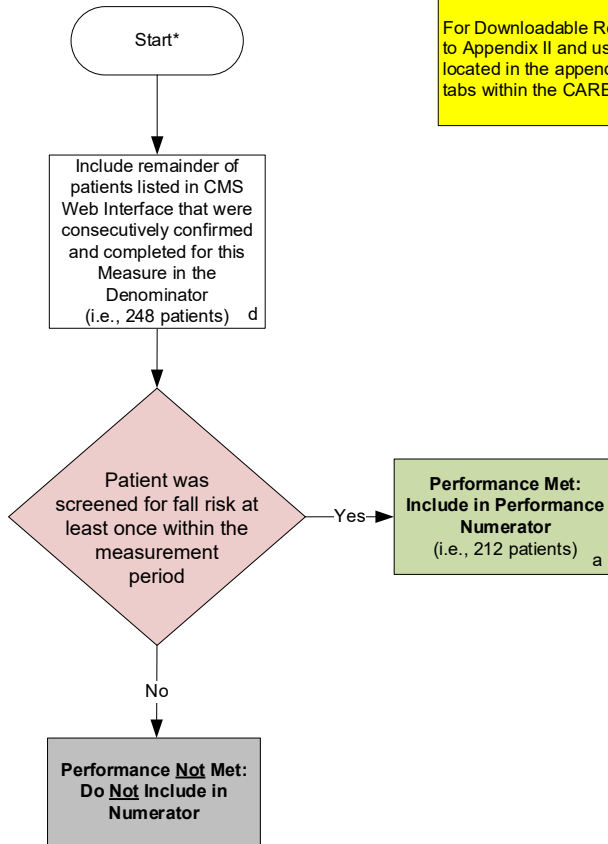 Start*
For Downloadable
to Appendix II and
located in the
tabs within the
Include remainder of
patients listed in CMS
Web Interface that were
consecutively confirmed
and completed for this
Measure in the
Denominator
(i.e., 248 patients) d
Patient was
screened for fall risk at
least once within the
measurement
period
Yes
Performance Met:
Include in Performance
Numerator
(i.e., 212 patients)
a
No
Performance Not Met:
Do Not Include in
Numerator